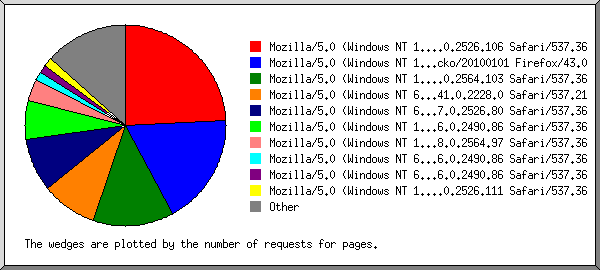 Mozilla/5.0 (Windows NT 1....0.2526.106 Safari/537.36
Mozilla/5.0 (Windows NT 1...cko/20100101 Firefox/43.0
Mozilla/5.0 (Windows NT 1....0.2564.103 Safari/537.36
Mozilla/5.0 (Windows NT 6...41.0.2228.0 Safari/537.21
Mozilla/5.0 (Windows NT 6...7.0.2526.80 Safari/537.36
Mozilla/5.0 (Windows NT 1...6.0.2490.86 Safari/537.36
Mozilla/5.0 (Windows NT 1...8.0.2564.97 Safari/537.36
Mozilla/5.0 (Windows NT 6...6.0.2490.86 Safari/537.36
Mozilla/5.0 (Windows NT 6...6.0.2490.86 Safari/537.36
Mozilla/5.0 (Windows NT 1....0.2526.111 Safari/537.36
Other
The wedges are plotted by the number of requests for pages.